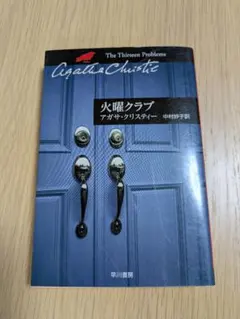 The Thirteen Problems
Agatha Christie
火曜クラブ
アガサ・クリスティー 中村妙子訳
早川書房